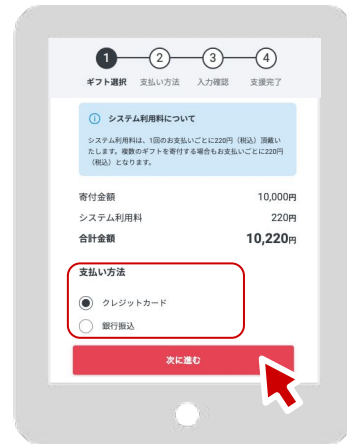 1 2 3 4
ギフト選択 支払い方法 入力確認 支援完了
システム利用料について
システム利用料は、1回のお支払いごとに220円（税込）頂戴い
たします。複数のギフトを寄付する場合もお支払いごとに220円
（税込）となります。
寄付金額 10,000円
システム利用料 220円
合計金額 10,220円
支払い方法
クレジットカード
銀行振込
次に進む